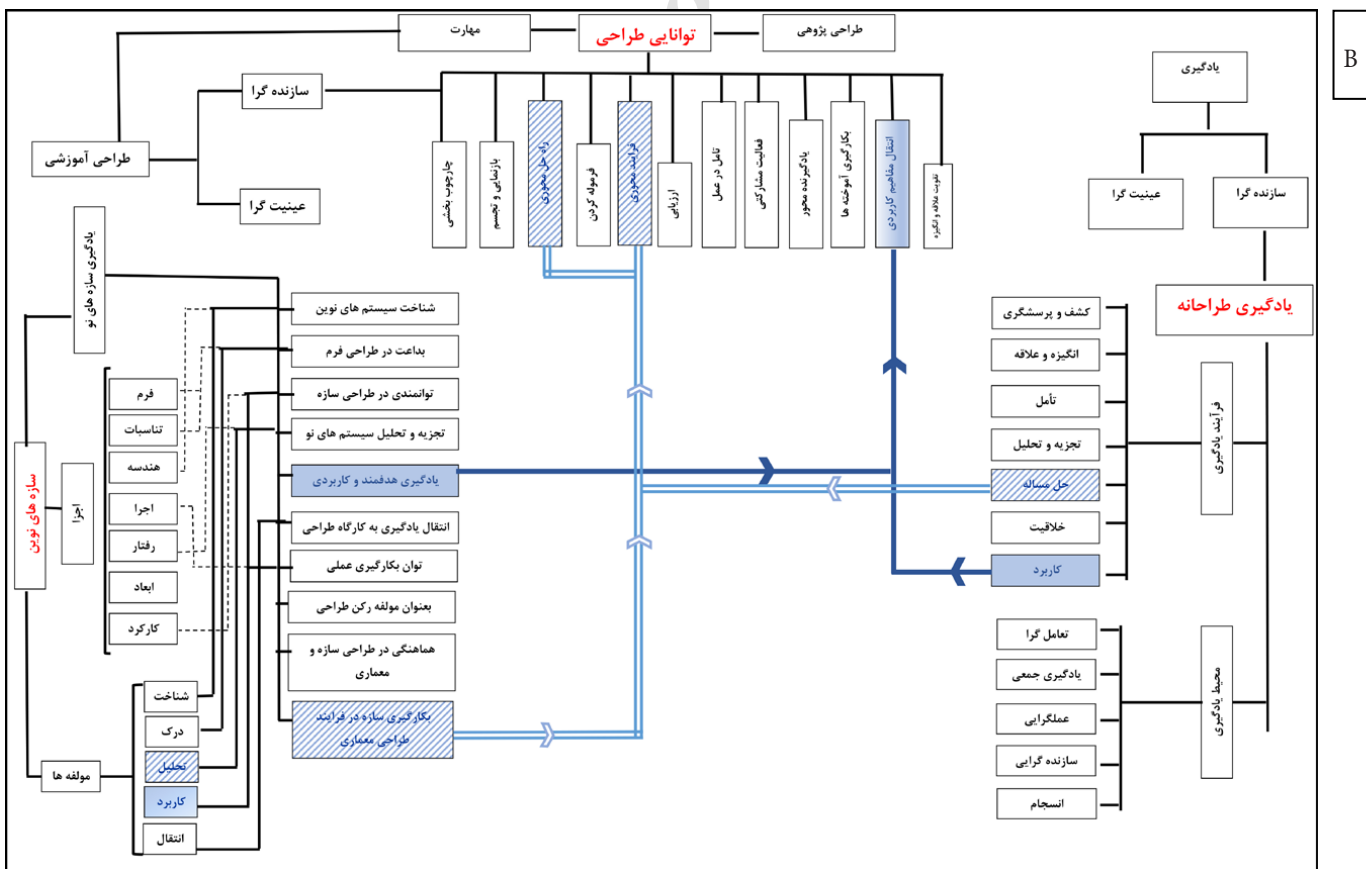 B
طراحی پژوهی
توانایی طراحی
مهارت
یادگیری
سازنده گرا
عینیت گرا
یادگیری طراحانه
فرآیند یادگیری
کشف و پرسشگری
انگیزه و علاقه
تأمل
تجزیه و تحلیل
حل مساله
خلاقیت
کاربرد
محیط یادگیری
تعامل گرا
یادگیری جمعی
عملگرایی
سازنده گرایی
انسجام
تقویت علاقه و انگیزه
انتقال مفاهیم کاربردی
بکارگیری آموخته ها
یادگیرنده محور
فعالیت مشارکتی
تامل در عمل
ارزیابی
فرایند محوری
فرموله کردن
راه حل محوری
بازنمایی و تجسم
چارچوب بخشی
سازنده گرا
طراحی آموزشی
عینیت گرا
یادگیری سازه های نو
شناخت سیستم های نوین
بداعت در طراحی فرم
توانمندی در طراحی سازه
تجزیه و تحلیل سیستم های نو
یادگیری هدفمند و کاربردی
انتقال یادگیری به کارگاه طراحی
توان بکارگیری عملی
بعنوان مولفه رکن طراحی
هماهنگی در طراحی سازه و
معماری
بکارگیری سازه در فرایند
طراحی معماری
سازه های نوین
اجزا
فرم
تناسبات
هندسه
اجرا
رفتار
ابعاد
کارکرد
مولفه ها
شناخت
درک
تحلیل
کاربرد
انتقال